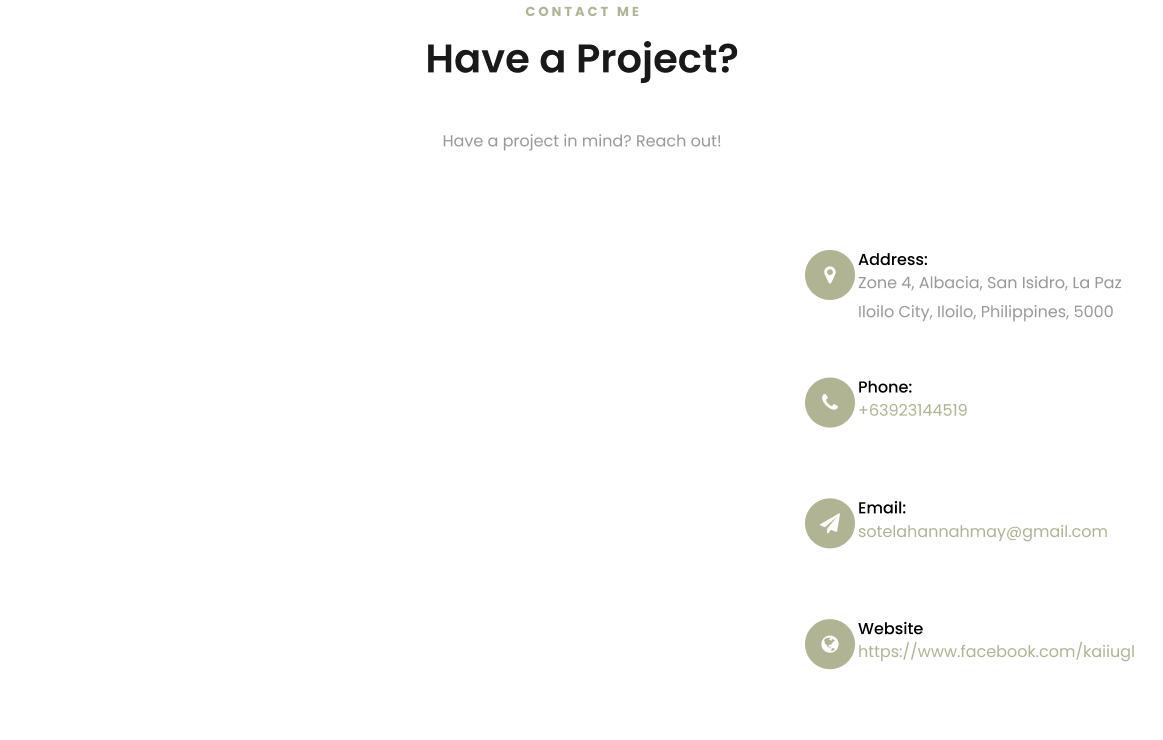 CONTACT ME
Have a Project?
Have a project in mind? Reach out!
Address:
Zone 4, Albacia, San Isidro, La Paz
Iloilo City, Iloilo, Philippines, 5000
Phone:
+63923144519
Email:
sotelahannahmay@gmail.com
Website
https://www.facebook.com/kaiiugl